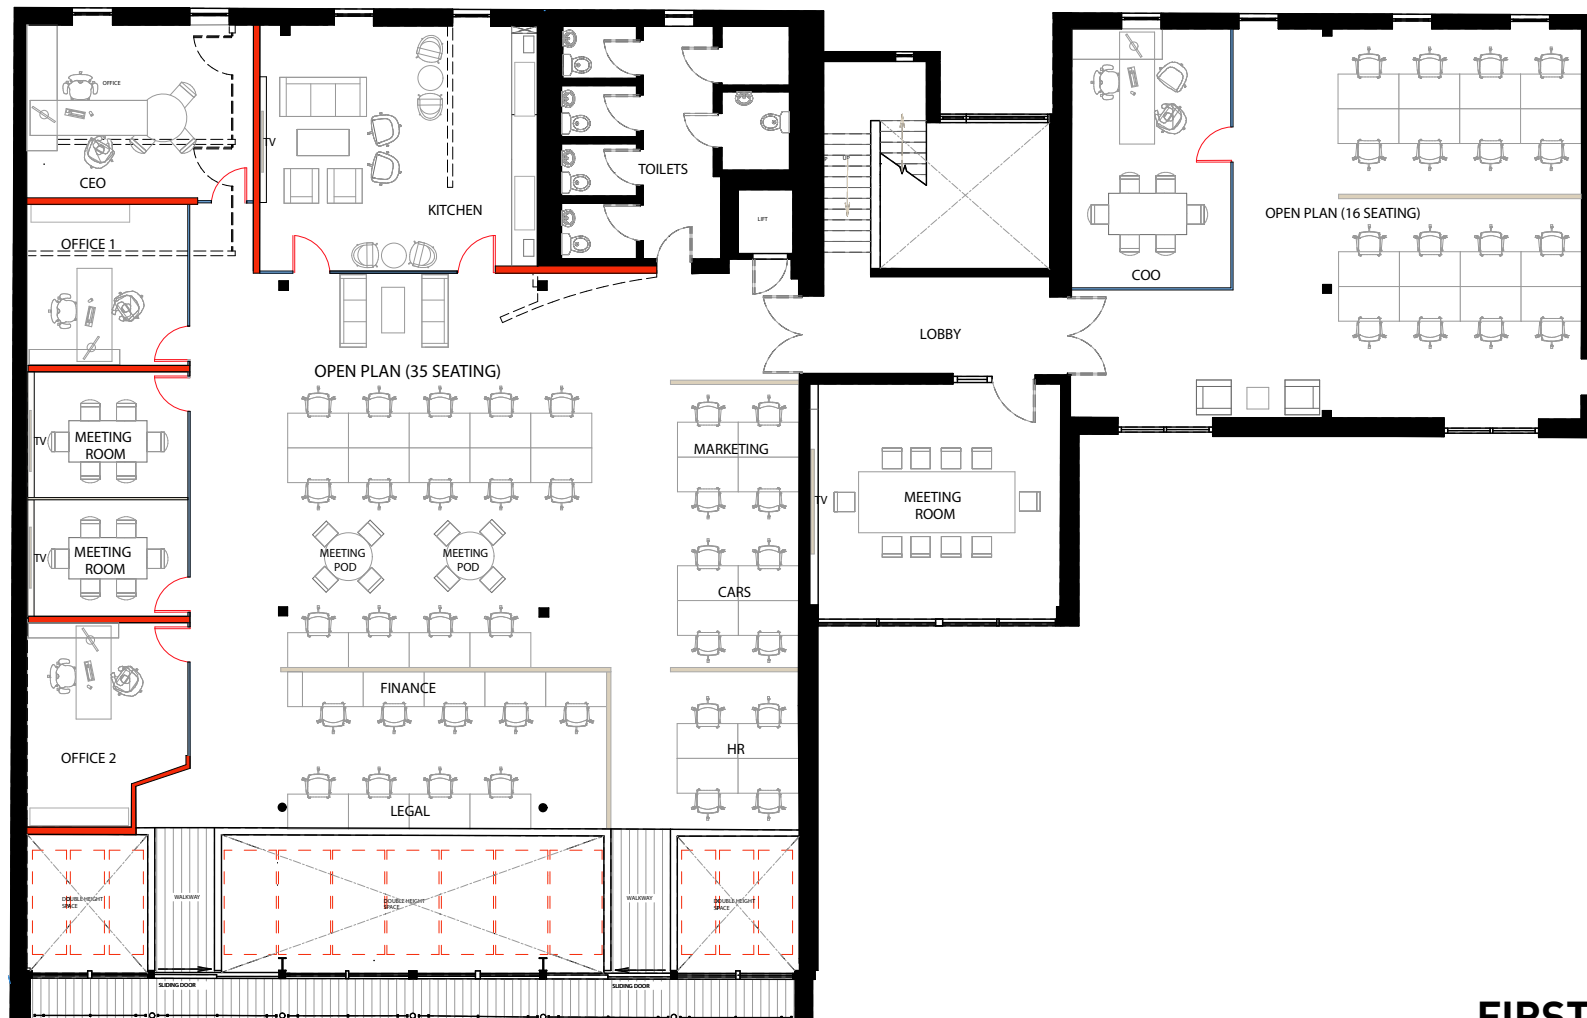 OFFICE
TV
CEO
KITCHEN
TOILETS
LIFT
UP
OFFICE 1
OPEN PLAN (16 SEATING)
COO
LOBBY
OPEN PLAN (35 SEATING)
TV
MEETING
ROOM
MARKETING
TV
MEETING
ROOM
TV
MEETING
ROOM
MEETING
POD
MEETING
POD
CARS
FINANCE
HR
OFFICE 2
LEGAL
DOUBLE HEIGHT
SPACE
WALKWAY
DOUBLE HEIGHT
SPACE
WALKWAY
DOUBLE HEIGHT
SPACE
SLIDING DOOR
SLIDING DOOR
FIRST